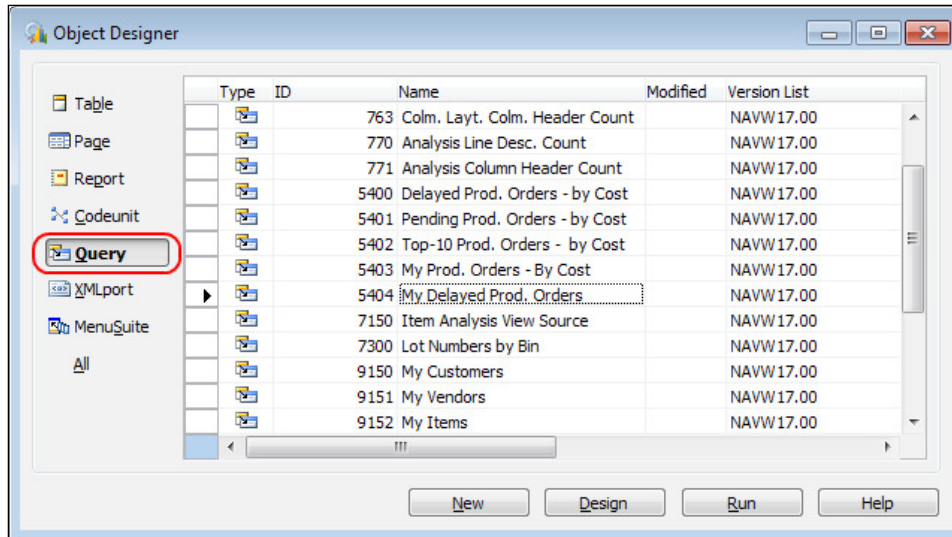 Object Designer
Table
Page
Report
Codeunit
Query
XMLport
MenuSuite
All
Type ID Name Modified Version List
763 Colm. Layt. Colm. Header Count NAVW17.00
770 Analysis Line Desc. Count NAVW17.00
771 Analysis Column Header Count NAVW17.00
5400 Delayed Prod. Orders - by Cost NAVW17.00
5401 Pending Prod. Orders - by Cost NAVW17.00
5402 Top-10 Prod. Orders - by Cost NAVW17.00
5403 My Prod. Orders - By Cost NAVW17.00
5404 My Delayed Prod. Orders NAVW17.00
7150 Item Analysis View Source NAVW17.00
7300 Lot Numbers by Bin NAVW17.00
9150 My Customers NAVW17.00
9151 My Vendors NAVW17.00
9152 My Items NAVW17.00
New Design Run Help